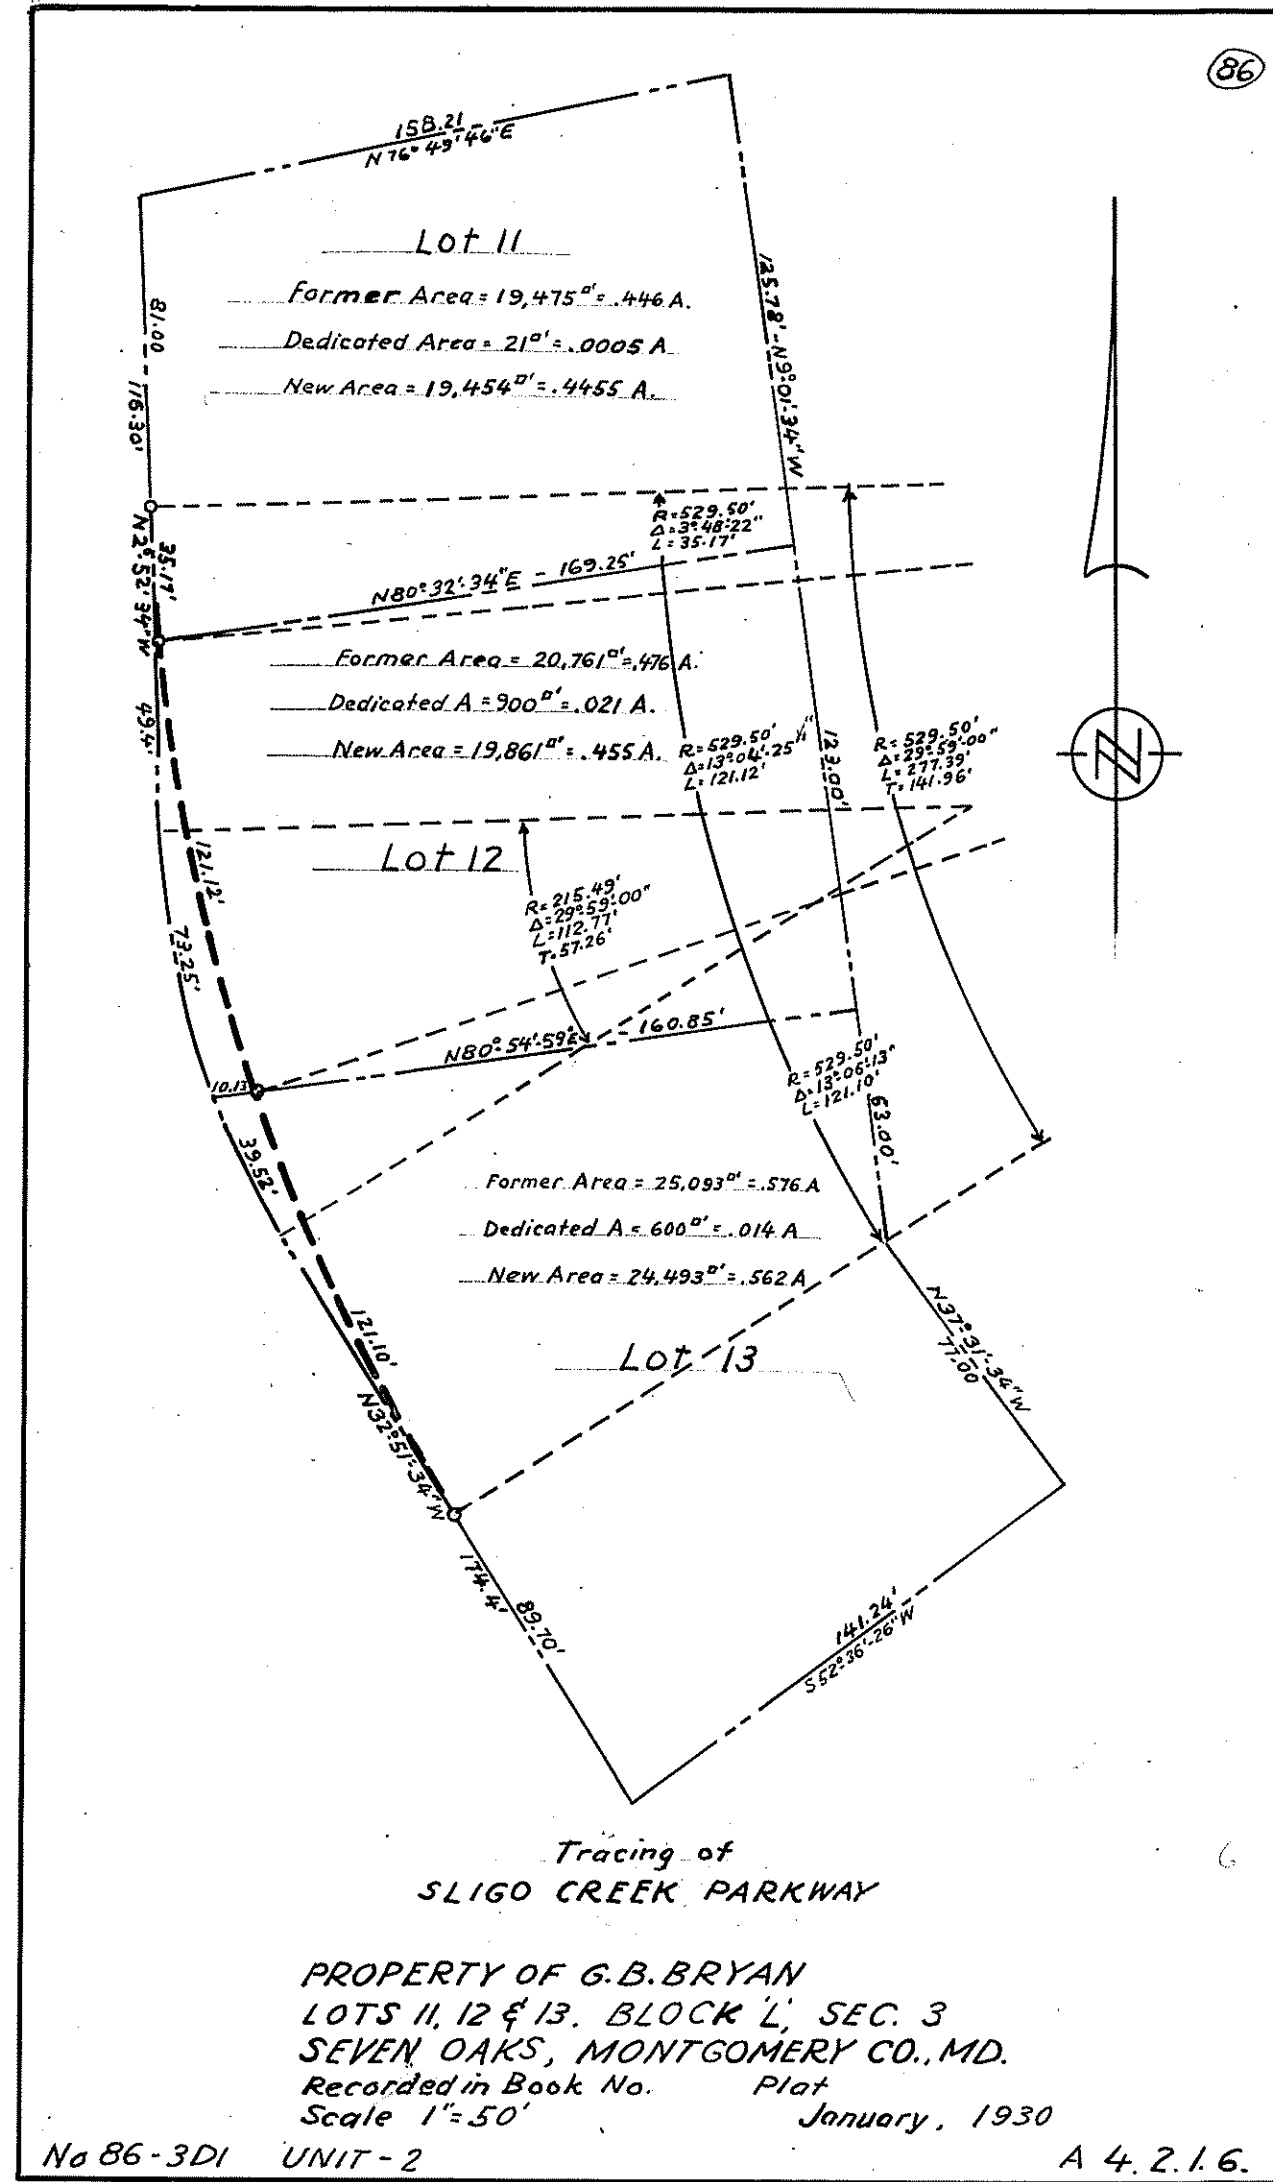 86
158.21
N 76° 49' 46" E
Lot 11
Former Area = 19,475□' = .446 A.
Dedicated Area = 21□' = .0005 A
New Area = 19,454□' = .4455 A.
81.00
116.30'
125.78' - N9°.01'.34" W
R=529.50'
Δ=3°.48'.22"
L=35.17'
N2°.52'.34" W
35.17'
N80°.32'.34" E - 169.25'
Former Area = 20,761□' = .476 A.
Dedicated A = 900□' = .021 A.
New Area = 19,861□' = .455 A.
49.4'
R=529.50'
Δ=13°.04'.25"
L=121.12'
123.00'
R=529.50'
Δ=29°.59'.00"
L=277.39'
T=141.96'
Lot 12
121.12'
73.25'
R=215.49'
Δ=29°.59'.00"
L=112.77'
T=57.26'
N80°.54'.59" E - 160.85'
10.13
R=529.50'
Δ=13°.06'.13"
L=121.10'
63.00'
39.52'
Former Area = 25,093□' = .576 A
Dedicated A = 600□' = .014 A
New Area = 24,493□' = .562 A
Lot 13
121.10'
N32°.51'.34" W
N37°.31'.34" W
77.00
174.4'
89.70'
141.24'
S52°.36'.26" W
N
Tracing of
SLIGO CREEK PARKWAY
PROPERTY OF G.B. BRYAN
LOTS 11, 12 & 13. BLOCK 'L', SEC. 3
SEVEN OAKS, MONTGOMERY CO., MD.
Recorded in Book No. Plat
Scale 1"=50' January, 1930
No 86-3D1 UNIT-2 A 4.2.1.6.
6